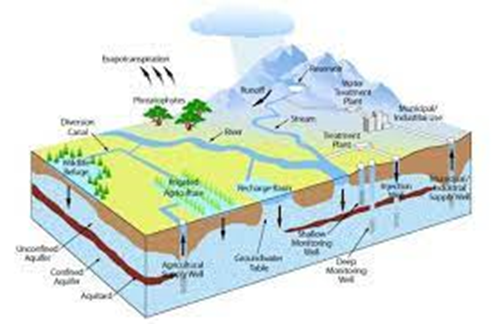 Evapotranspiration
Phreatophytes
Runoff
Reservoir
Water
Treatment
Plant
Municipal/
Industrial Use
Diversion
Canal
River
Stream
Treatment
Plant
Wildlife
Refuge
Irrigated
Agriculture
Recharge Basin
Injection
Well
Municipal/
Industrial
Supply Well
Shallow
Monitoring
Well
Unconfined
Aquifer
Confined
Aquifer
Aquitard
Agricultural
Supply Well
Groundwater
Table
Deep
Monitoring
Well